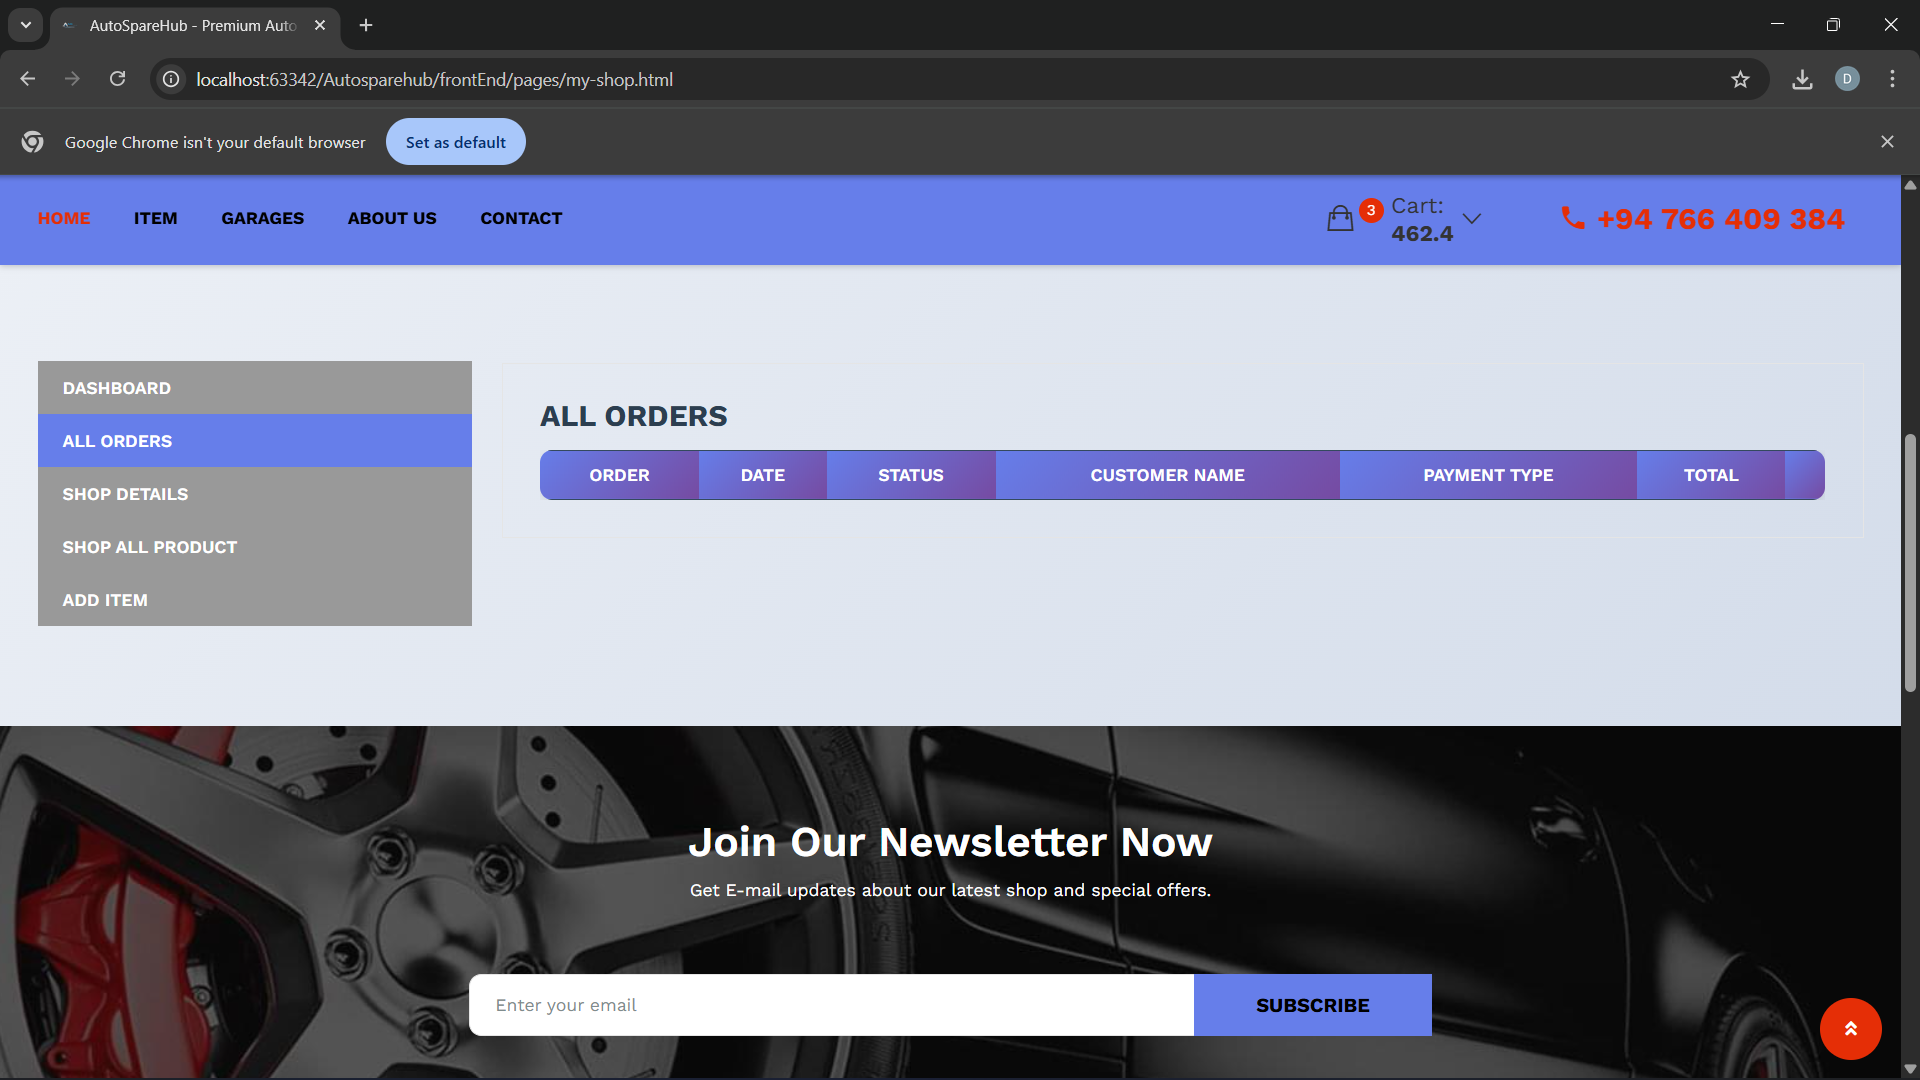 AutoSpareHub - Premium Auto
localhost:63342/Autosparehub/frontEnd/pages/my-shop.html
D
Google Chrome isn't your default browser
Set as default
HOME
ITEM
GARAGES
ABOUT US
CONTACT
3
Cart:
462.4
+94 766 409 384
DASHBOARD
ALL ORDERS
SHOP DETAILS
SHOP ALL PRODUCT
ADD ITEM
ALL ORDERS
ORDER DATE STATUS CUSTOMER NAME PAYMENT TYPE TOTAL
Join Our Newsletter Now
Get E-mail updates about our latest shop and special offers.
Enter your email
SUBSCRIBE